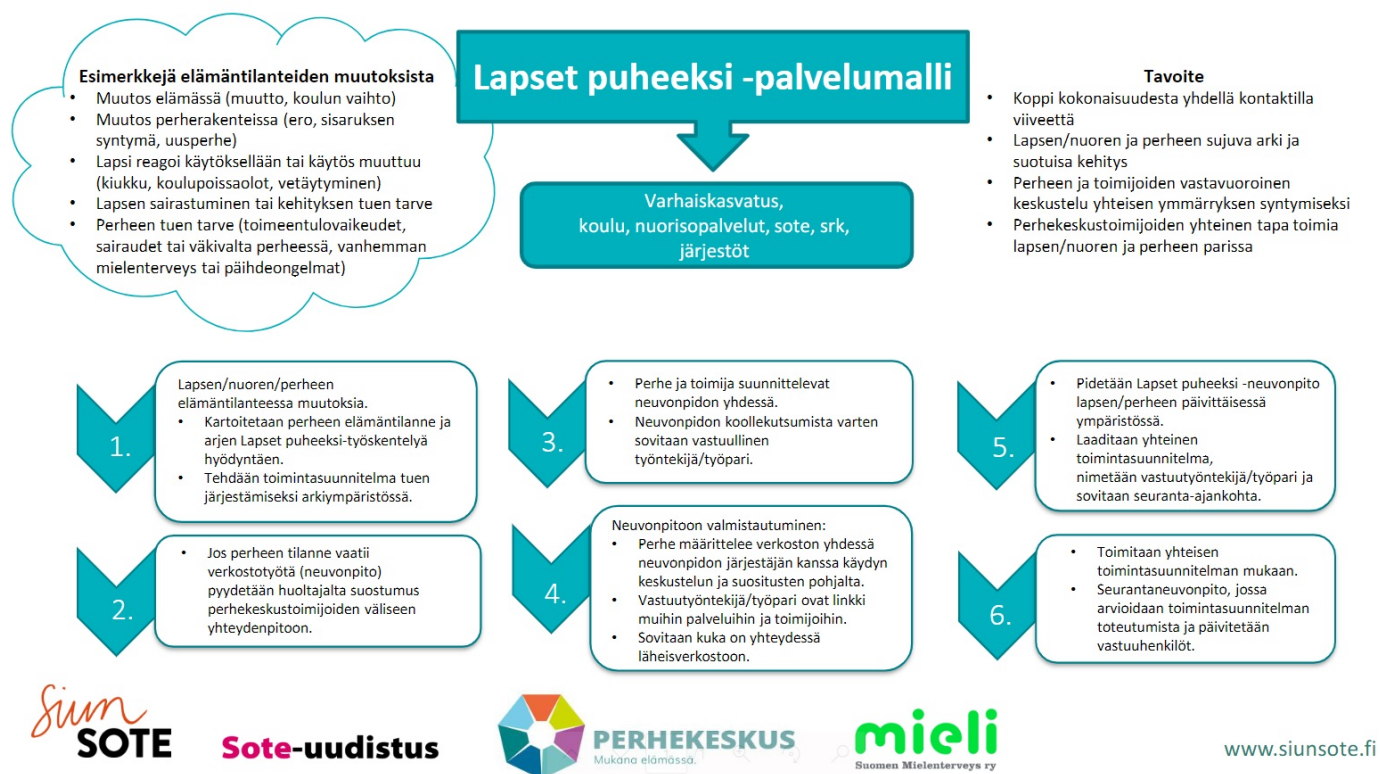 Esimerkkejä elämäntilanteiden muutoksista
• Muutos elämässä (muutto, koulun vaihto)
• Muutos perherakenteissa (ero, sisaruksen
syntymä, uusperhe)
• Lapsi reagoi käytöksellään tai käytös muuttuu
(kiukku, koulupoissaolot, vetäytyminen)
• Lapsen sairastuminen tai kehityksen tuen tarve
• Perheen tuen tarve (toimeentulovaikeudet,
sairaudet tai väkivalta perheessä, vanhemman
mielenterveys tai päihdeongelmat)
Lapset puheeksi -palvelumalli
Varhaiskasvatus,
koulu, nuorisopalvelut, sote, srk,
järjestöt
Tavoite
• Koppi kokonaisuudesta yhdellä kontaktilla
viiveettä
• Lapsen/nuoren ja perheen sujuva arki ja
suotuisa kehitys
• Perheen ja toimijoiden vastavuoroinen
keskustelu yhteisen ymmärryksen syntymiseksi
• Perhekeskustoimijoiden yhteinen tapa toimia
lapsen/nuoren ja perheen parissa
1.
Lapsen/nuoren/perheen
elämäntilanteessa muutoksia.
• Kartoitetaan perheen elämäntilanne ja
arjen Lapset puheeksi-työskentelyä
hyödyntäen.
• Tehdään toimintasuunnitelma tuen
järjestämiseksi arkiympäristössä.
2.
• Jos perheen tilanne vaatii
verkostotyötä (neuvonpito)
pyydetään huoltajalta suostumus
perhekeskustoimijoiden väliseen
yhteydenpitoon.
3.
• Perhe ja toimija suunnittelevat
neuvonpidon yhdessä.
• Neuvonpidon koollekutsumista varten
sovitaan vastuullinen
työntekijä/työpari.
4.
Neuvonpitoon valmistautuminen:
• Perhe määrittelee verkoston yhdessä
neuvonpidon järjestäjän kanssa käydyn
keskustelun ja suositusten pohjalta.
• Vastuutyöntekijä/työpari ovat linkki
muihin palveluihin ja toimijoihin.
• Sovitaan kuka on yhteydessä
läheisverkostoon.
5.
• Pidetään Lapset puheeksi -neuvonpito
lapsen/perheen päivittäisessä
ympäristössä.
• Laaditaan yhteinen
toimintasuunnitelma,
nimetään vastuutyöntekijä/työpari ja
sovitaan seuranta-ajankohta.
6.
• Toimitaan yhteisen
toimintasuunnitelman mukaan.
• Seurantaneuvonpito, jossa
arvioidaan toimintasuunnitelman
toteutumista ja päivitetään
vastuuhenkilöt.
Siun
SOTE
Sote-uudistus
PERHEKESKUS
Mukana elämässä.
mieli
Suomen Mielenterveys ry
www.siunsote.fi